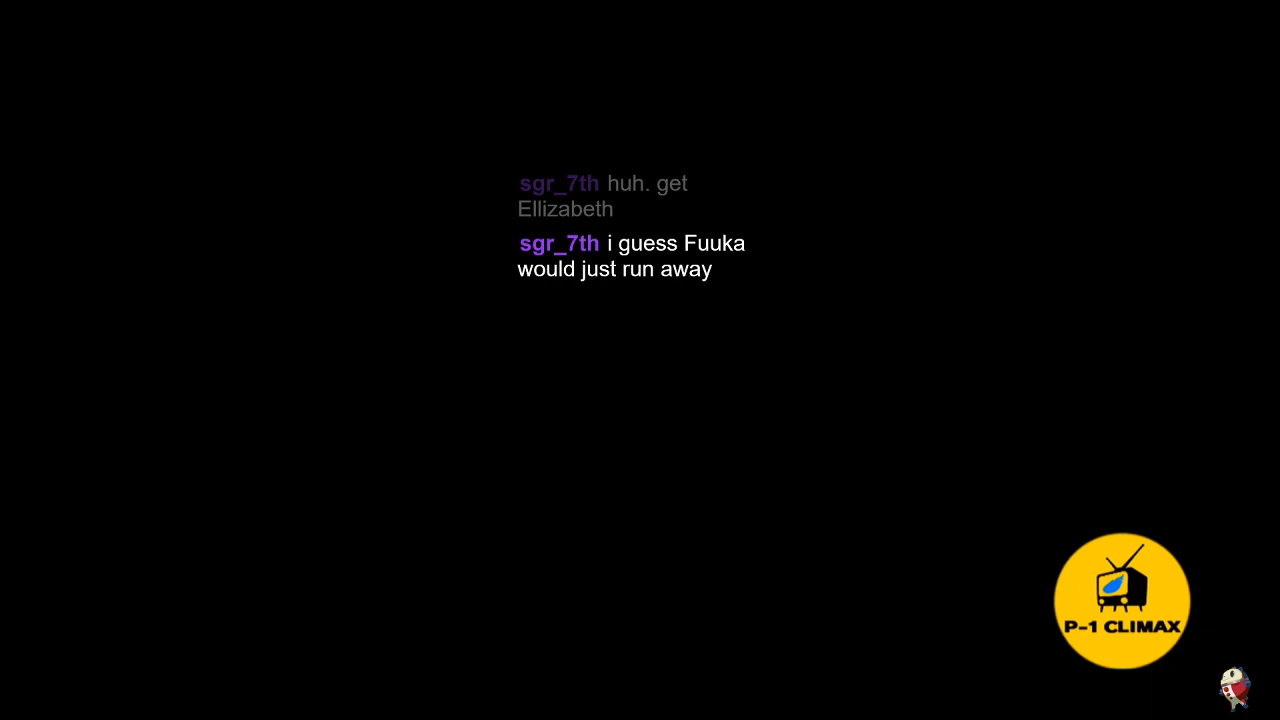 sgr_7th huh. get
Ellizabeth
sgr_7th i guess Fuuka
would just run away
P-1 CLIMAX